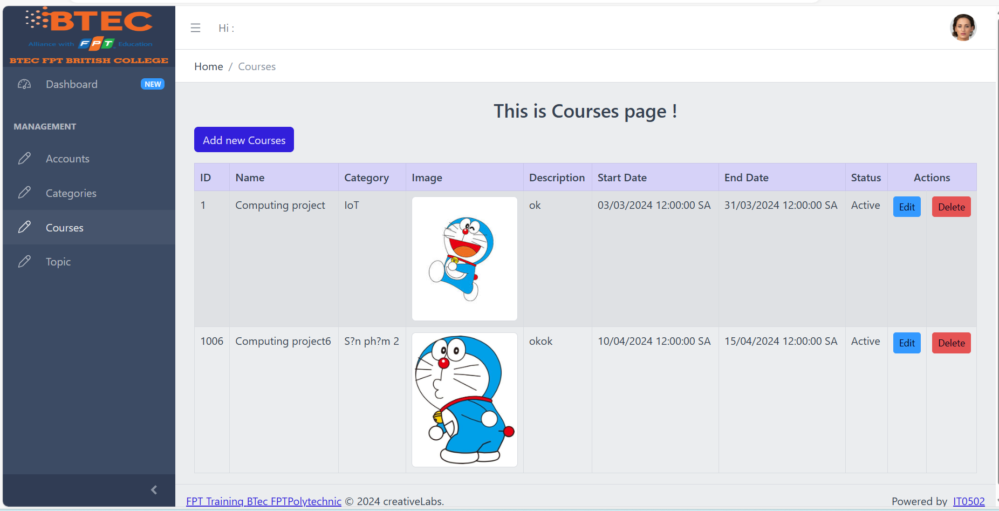 BTEC
Alliance with FPT Education
BTEC FPT BRITISH COLLEGE
Hi :
Home / Courses
Dashboard NEW
MANAGEMENT
Accounts
Categories
Courses
Topic
This is Courses page !
Add new Courses
ID Name Category Image Description Start Date End Date Status Actions
1 Computing project IoT ok 03/03/2024 12:00:00 SA 31/03/2024 12:00:00 SA Active Edit Delete
1006 Computing project6 S?n ph?m 2 okok 10/04/2024 12:00:00 SA 15/04/2024 12:00:00 SA Active Edit Delete
FPT Training BTec FPTPolytechnic © 2024 creativeLabs.
Powered by IT0502